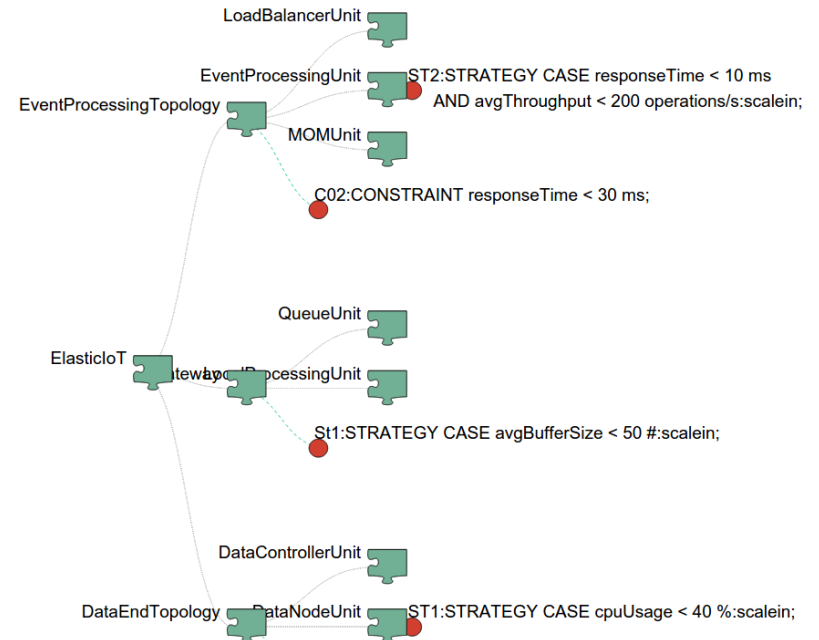 LoadBalancerUnit
EventProcessingUnit
ST2:STRATEGY CASE responseTime < 10 ms
AND avgThroughput < 200 operations/s:scalein;
EventProcessingTopology
MOMUnit
C02:CONSTRAINT responseTime < 30 ms;
QueueUnit
ElasticIoT
St1:STRATEGY CASE avgBufferSize < 50 #:scalein;
DataControllerUnit
DataEndTopology
DataNodeUnit
ST1:STRATEGY CASE cpuUsage < 40 %:scalein;